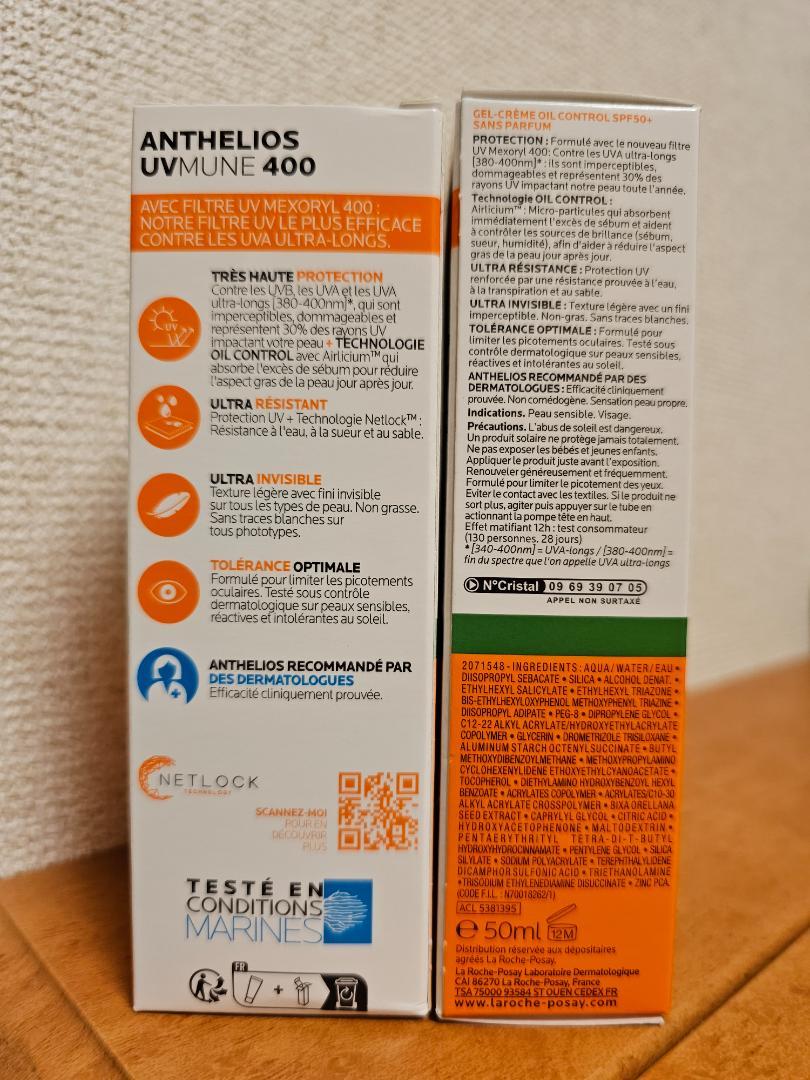 ANTHELIOS
UVMUNE 400
AVEC FILTRE UV MEXORYL 400 :
NOTRE FILTRE UV LE PLUS EFFICACE
CONTRE LES UVA ULTRA-LONGS.
TRÈS HAUTE PROTECTION
Contre les UVB, les UVA et les UVA
ultra-longs [380-400nm]*, qui sont
imperceptibles, dommageables et
représentent 30% des rayons UV
impactant votre peau + TECHNOLOGIE
OIL CONTROL avec Airlicium™ qui
absorbe l'excès de sébum pour réduire
l'aspect gras de la peau jour après jour.
UV
ULTRA RÉSISTANT
Protection UV + Technologie Netlock™ :
Résistance à l'eau, à la sueur et au sable.
ULTRA INVISIBLE
Texture légère avec fini invisible
sur tous les types de peau. Non grasse.
Sans traces blanches sur
tous phototypes.
TOLÉRANCE OPTIMALE
Formulé pour limiter les picotements
oculaires. Testé sous contrôle
dermatologique sur peaux sensibles,
réactives et intolérantes au soleil.
ANTHELIOS RECOMMANDÉ PAR
DES DERMATOLOGUES
Efficacité cliniquement prouvée.
NETLOCK
TECHNOLOGY
SCANNEZ-MOI
POUR EN
DÉCOUVRIR
PLUS
TESTÉ EN
CONDITIONS
MARINES
FR
+
GEL-CRÈME OIL CONTROL SPF50+
SANS PARFUM
PROTECTION : Formulé avec le nouveau filtre
UV Mexoryl 400: Contre les UVA ultra-longs
[380-400nm]* : ils sont imperceptibles,
dommageables et représentent 30% des
rayons UV impactant notre peau toute l'année.
Technologie OIL CONTROL :
Airlicium™ : Micro-particules qui absorbent
immédiatement l'excès de sébum et aident
à contrôler les sources de brillance (sébum,
sueur, humidité), afin d'aider à réduire l'aspect
gras de la peau jour après jour.
ULTRA RÉSISTANCE : Protection UV
renforcée par une résistance prouvée à l'eau,
à la transpiration et au sable.
ULTRA INVISIBLE : Texture légère avec un fini
imperceptible. Non-gras. Sans traces blanches.
TOLÉRANCE OPTIMALE : Formulé pour
limiter les picotements oculaires. Testé sous
contrôle dermatologique sur peaux sensibles,
réactives et intolérantes au soleil.
ANTHELIOS RECOMMANDÉ PAR DES
DERMATOLOGUES : Efficacité cliniquement
prouvée. Non comédogène. Sensation peau propre.
Indications. Peau sensible. Visage.
Précautions. L'abus de soleil est dangereux.
Un produit solaire ne protège jamais totalement.
Ne pas exposer les bébés et jeunes enfants.
Appliquer le produit juste avant l'exposition.
Renouveler généreusement et fréquemment.
Formulé pour limiter le picotement des yeux.
Eviter le contact avec les textiles. Si le produit ne
sort plus, agiter puis appuyer sur le tube en
actionnant la pompe tête en haut.
Effet matifiant 12h : test consommateur
(130 personnes. 28 jours)
* [340-400nm] = UVA-longs / [380-400nm] =
fin du spectre que l'on appelle UVA ultra-longs
N°Cristal 09 69 39 07 05
APPEL NON SURTAXÉ
2071548 - INGREDIENTS : AQUA / WATER / EAU •
DIISOPROPYL SEBACATE • SILICA • ALCOHOL DENAT. •
ETHYLHEXYL SALICYLATE • ETHYLHEXYL TRIAZONE •
BIS-ETHYLHEXYLOXYPHENOL METHOXYPHENYL TRIAZINE •
DIISOPROPYL ADIPATE • PEG-8 • DIPROPYLENE GLYCOL •
C12-22 ALKYL ACRYLATE/HYDROXYETHYLACRYLATE
COPOLYMER • GLYCERIN • DROMETRIZOLE TRISILOXANE •
ALUMINUM STARCH OCTENYLSUCCINATE • BUTYL
METHOXYDIBENZOYLMETHANE • METHOXYPROPYLAMINO
CYCLOHEXENYLIDENE ETHOXYETHYLCYANOACETATE •
TOCOPHEROL • DIETHYLAMINO HYDROXYBENZOYL HEXYL
BENZOATE • ACRYLATES COPOLYMER • ACRYLATES/C10-30
ALKYL ACRYLATE CROSSPOLYMER • BIXA ORELLANA
SEED EXTRACT • CAPRYLYL GLYCOL • CITRIC ACID •
HYDROXYACETOPHENONE • MALTODEXTRIN •
PENTAERYTHRITYL TETRA-DI-T-BUTYL
HYDROXYHYDROCINNAMATE • PENTYLENE GLYCOL • SILICA
SILYLATE • SODIUM POLYACRYLATE • TEREPHTHALYLIDENE
DICAMPHOR SULFONIC ACID • TRIETHANOLAMINE
• TRISODIUM ETHYLENEDIAMINE DISUCCINATE • ZINC PCA.
(CODE F.I.L. : N70018262/1)
ACL 5381395
e 50ml 12M
Distribution réservée aux dépositaires
agréés La Roche-Posay.
La Roche-Posay Laboratoire Dermatologique
CAI 86270 La Roche-Posay, France
TSA 75000 93584 ST OUEN CEDEX FR
www.laroche-posay.com